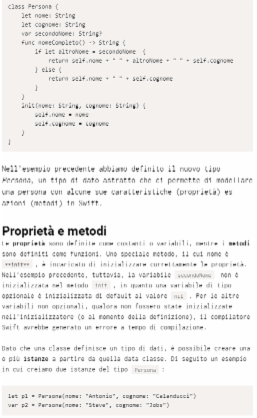 class Persona {
let nome: String
let cognome: String
var secondoNome: String?
func nomeCompleto() -> String {
if let altroNome = secondoNome {
return self.nome + " " + altroNome + " " + self.cognome
} else {
return self.nome + " " + self.cognome
}
}
init(nome: String, cognome: String) {
self.nome = nome
self.cognome = cognome
}
}
Nell'esempio precedente abbiamo definito il nuovo tipo
Persona, un tipo di dato astratto che ci permette di modellare
una persona con alcune sue caratteristiche (proprietà) es
azioni (metodi) in Swift.
Proprietà e metodi
Le proprietà sono definite come costanti o variabili, mentre i metodi
sono definiti come funzioni. Uno speciale metodo, il cui nome è
, è incaricato di inizializzare correttamente le proprietà.
Nell'esempio precedente, tuttavia, la variabile secondoNome non è
inizializzata nel metodo init , in quanto una variabile di tipo
opzionale è inizializzata di default al valore nil . Per le altre
variabili non opzionali, qualora non fossero state inizializzate
nell'inizializzatore (o al momento della definizione), il compilatore
Swift avrebbe generato un errore a tempo di compilazione.
Dato che una classe definisce un tipo di dati, è possibile creare una
o più istanze a partire da quella data classe. Di seguito un esempio
in cui creiamo due istanze del tipo Persona :
let p1 = Persona(nome: "Antonio", cognome: "Calanducci")
var p2 = Persona(nome: "Steve", cognome: "Jobs")